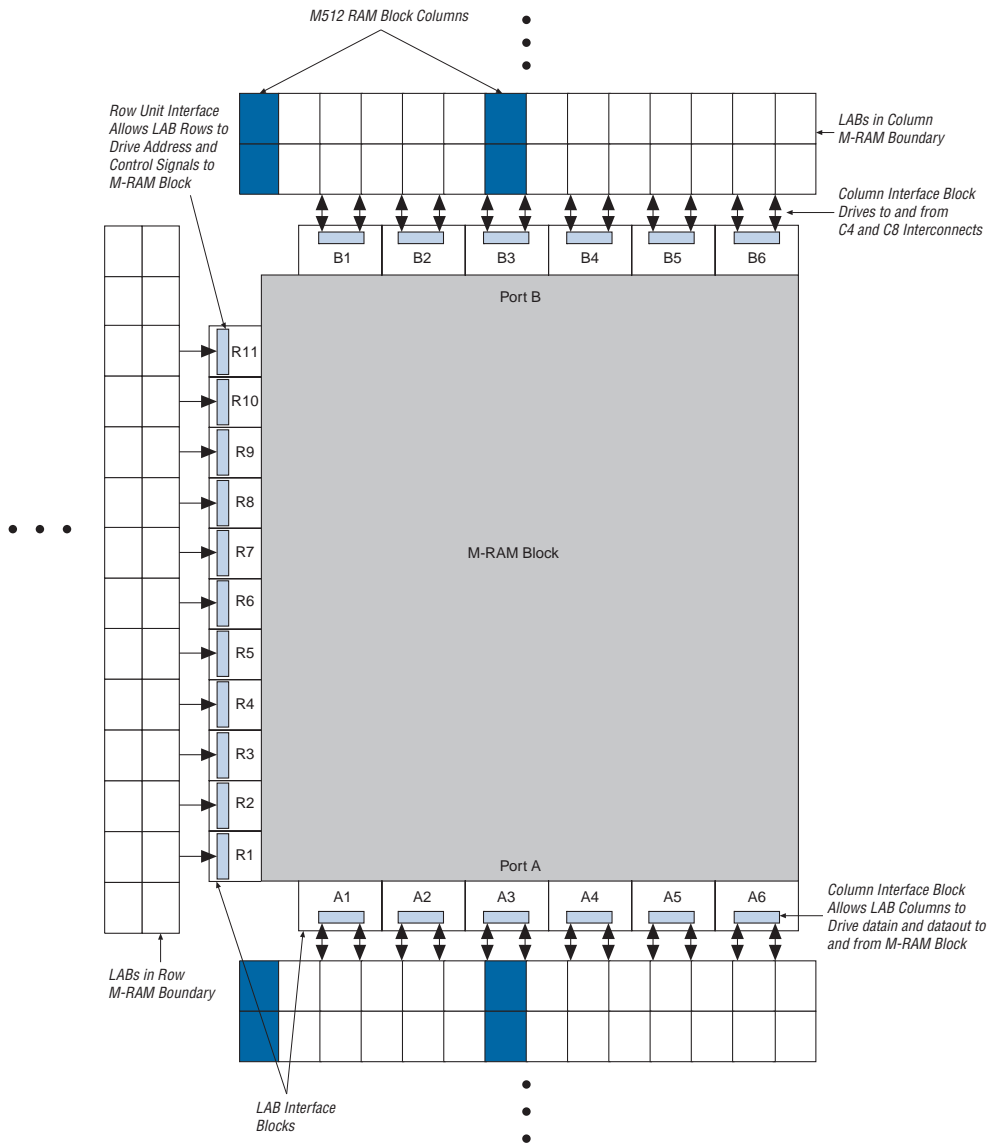 M512 RAM Block Columns
Row Unit Interface
Allows LAB Rows to
Drive Address and
Control Signals to
M-RAM Block
LABs in Column
M-RAM Boundary
Column Interface Block
Drives to and from
C4 and C8 Interconnects
B1
B2
B3
B4
B5
B6
Port B
R11
R10
R9
R8
R7
M-RAM Block
R6
R5
R4
R3
R2
R1
Port A
A1
A2
A3
A4
A5
A6
Column Interface Block
Allows LAB Columns to
Drive datain and dataout to
and from M-RAM Block
LABs in Row
M-RAM Boundary
LAB Interface
Blocks